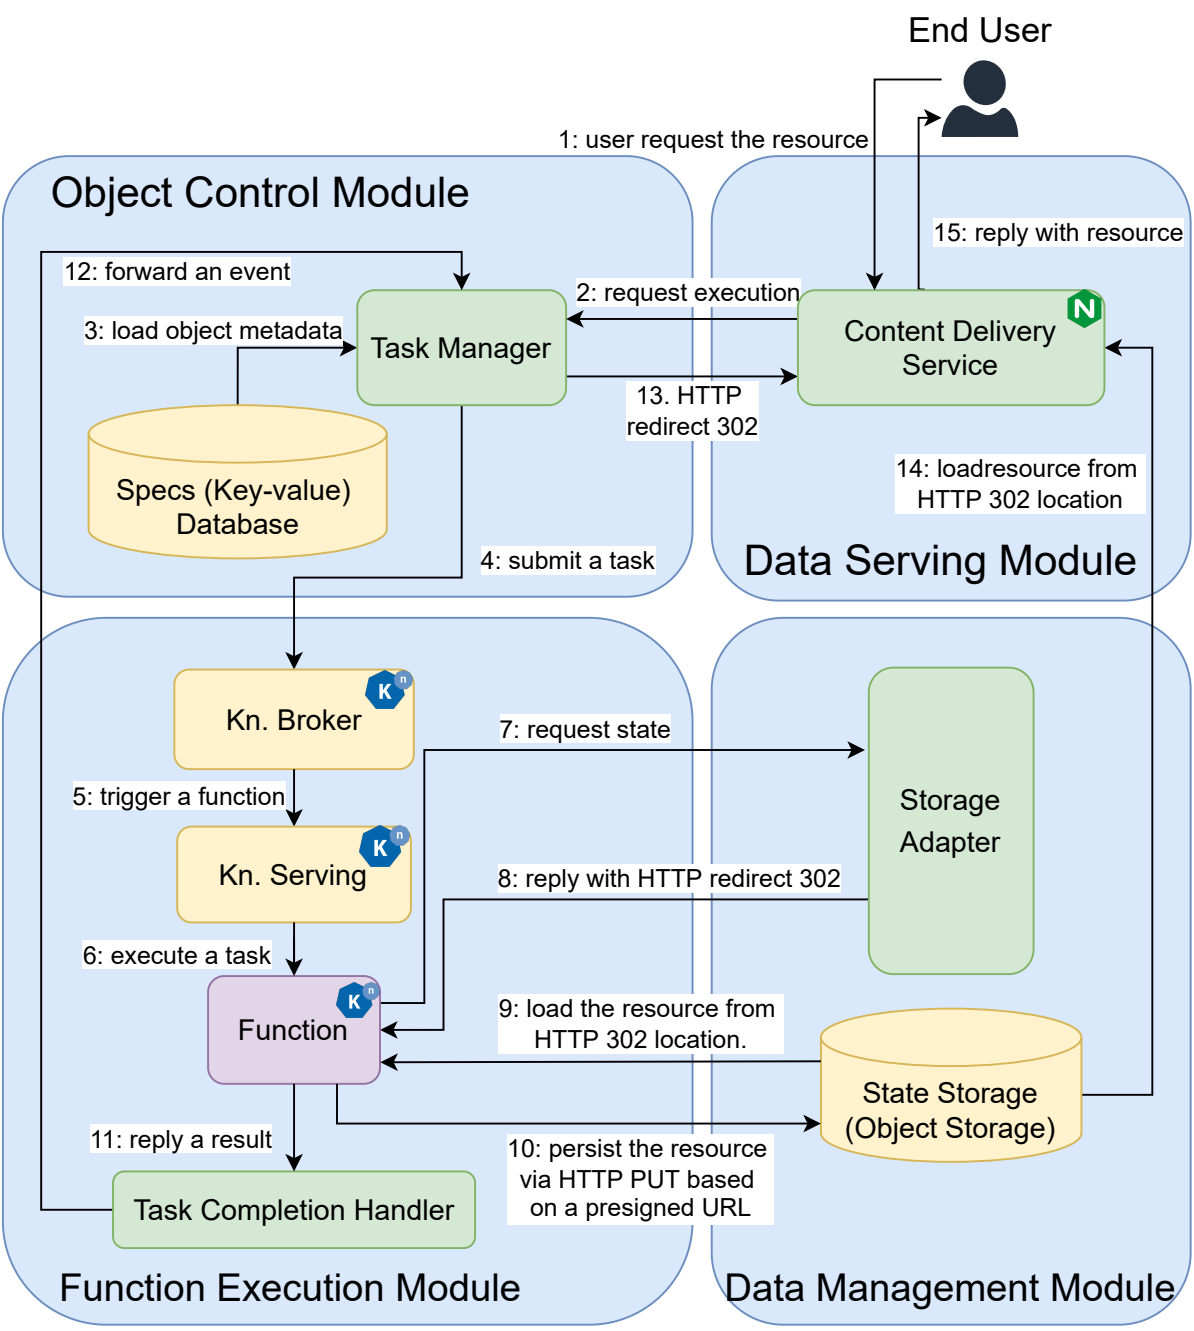 End User
1: user request the resource
Object Control Module
15: reply with resource
12: forward an event
2: request execution
3: load object metadata
Task Manager
Content Delivery
Service
N
13. HTTP
redirect 302
14: loadresource from
HTTP 302 location
Specs (Key-value)
Database
4: submit a task
Data Serving Module
K
n
Kn. Broker
7: request state
5: trigger a function
Storage
Adapter
K
n
Kn. Serving
8: reply with HTTP redirect 302
6: execute a task
K
n
Function
9: load the resource from
HTTP 302 location.
State Storage
(Object Storage)
11: reply a result
10: persist the resource
via HTTP PUT based
on a presigned URL
Task Completion Handler
Function Execution Module
Data Management Module